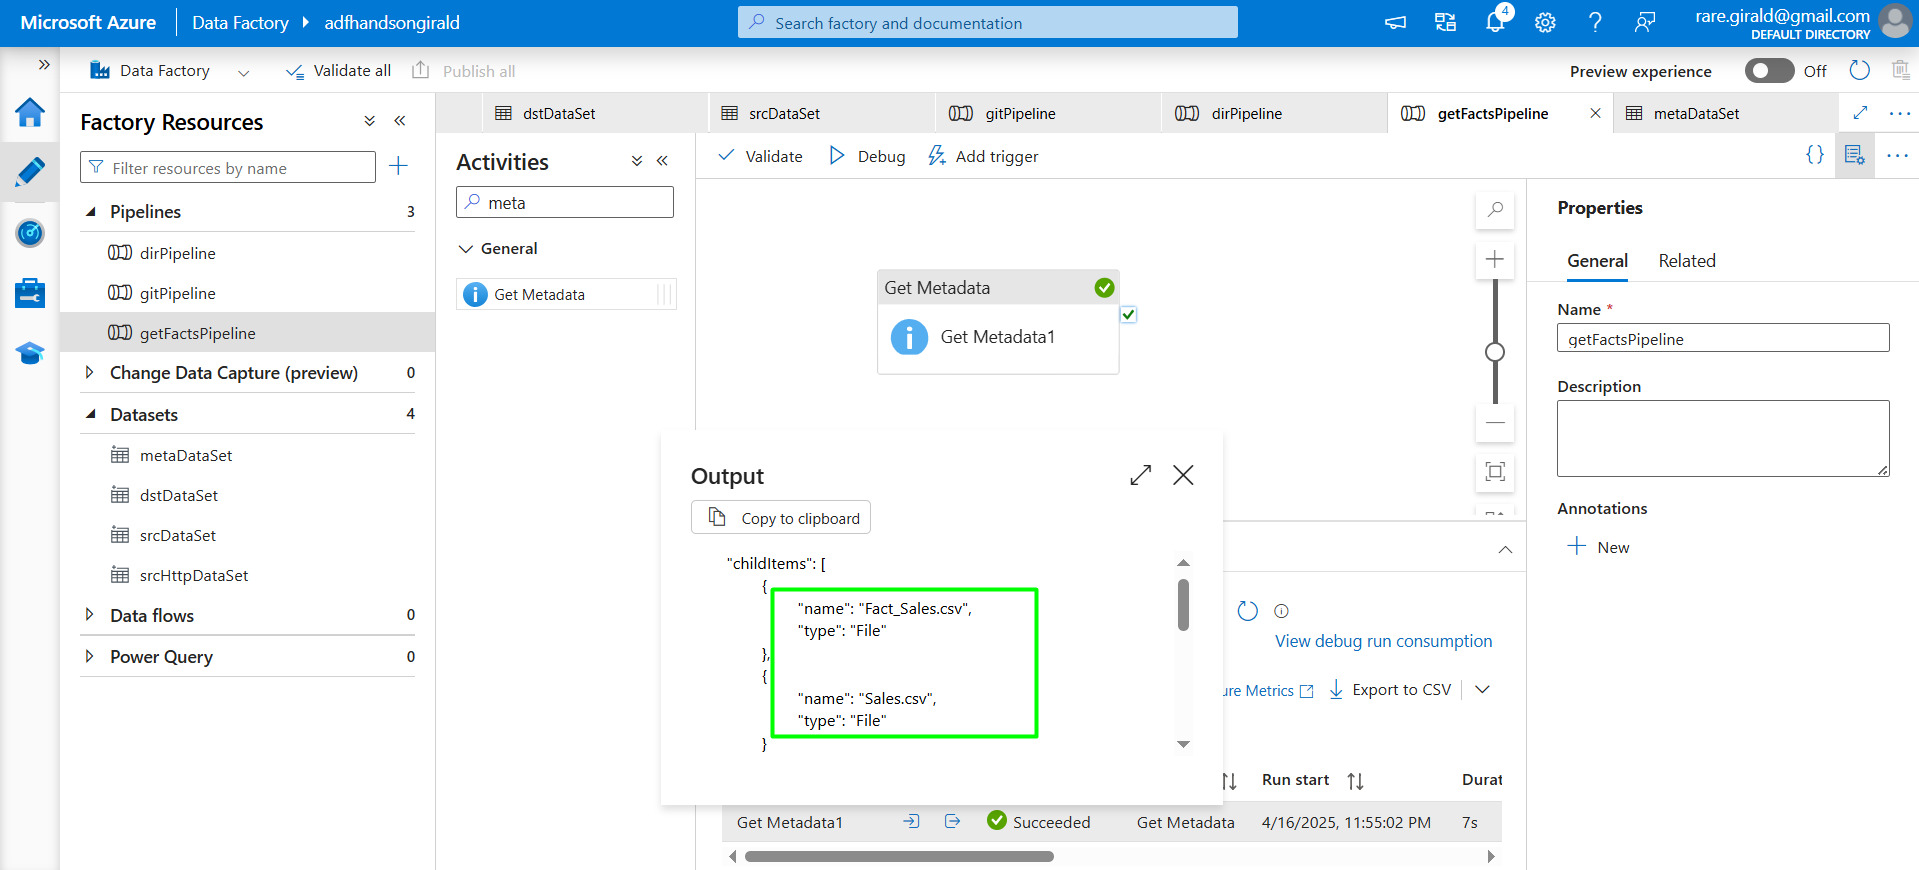 Microsoft Azure
Data Factory
adfhandsongirald
Search factory and documentation
4
rare.girald@gmail.com
DEFAULT DIRECTORY
Data Factory
Validate all
Publish all
Preview experience
Off
Factory Resources
Filter resources by name
Pipelines 3
dirPipeline
gitPipeline
getFactsPipeline
Change Data Capture (preview) 0
Datasets 4
metaDataSet
dstDataSet
srcDataSet
srcHttpDataSet
Data flows 0
Power Query 0
dstDataSet
srcDataSet
gitPipeline
dirPipeline
getFactsPipeline
metaDataSet
Activities
meta
General
Get Metadata
Validate
Debug
Add trigger
Get Metadata
Get Metadata1
Output
Copy to clipboard
"childItems": [
{
"name": "Fact_Sales.csv",
"type": "File"
},
{
"name": "Sales.csv",
"type": "File"
}
View debug run consumption
ure Metrics
Export to CSV
Run start
Durat
Get Metadata1
Succeeded
Get Metadata
4/16/2025, 11:55:02 PM
7s
Properties
General
Related
Name *
getFactsPipeline
Description
Annotations
New